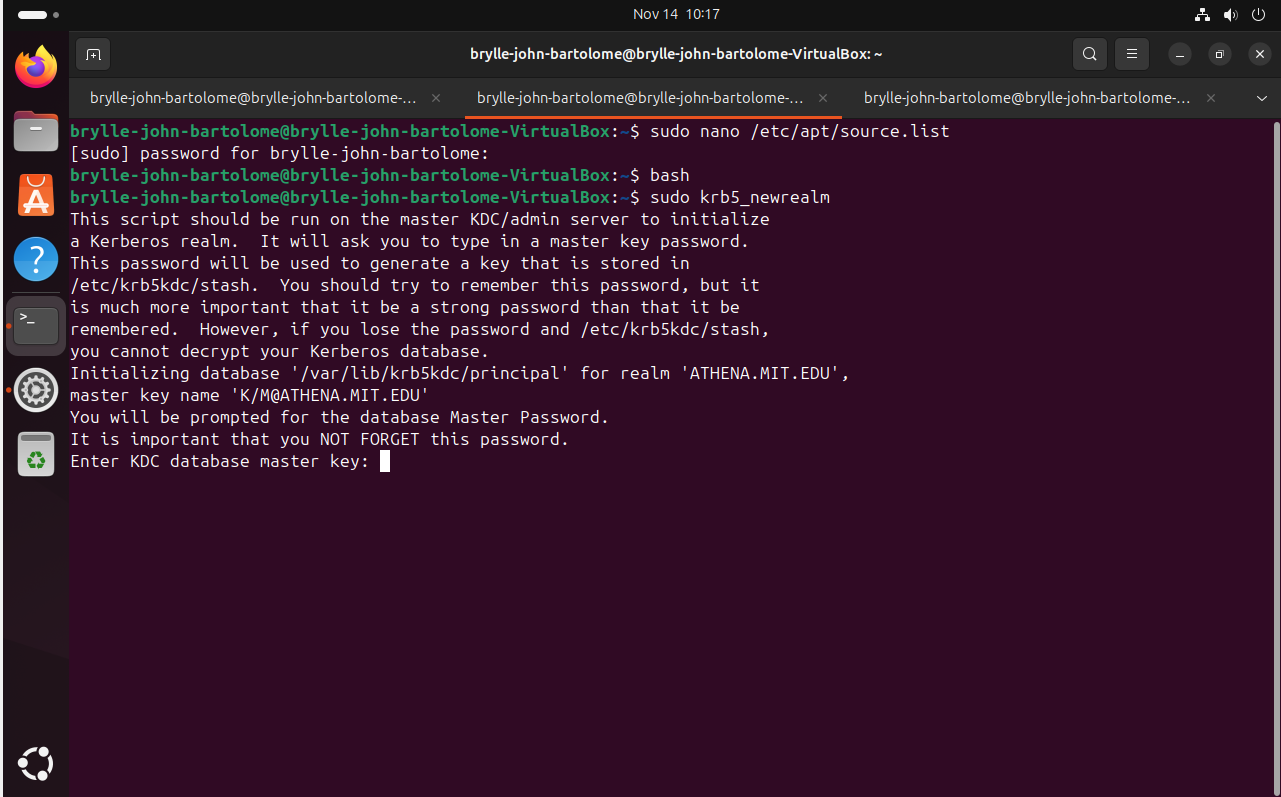 Nov 14 10:17
brylle-john-bartolome@brylle-john-bartolome-VirtualBox: ~
brylle-john-bartolome@brylle-john-bartolome-... × brylle-john-bartolome@brylle-john-bartolome-... × brylle-john-bartolome@brylle-john-bartolome-... ×
brylle-john-bartolome@brylle-john-bartolome-VirtualBox:~$ sudo nano /etc/apt/source.list
[sudo] password for brylle-john-bartolome:
brylle-john-bartolome@brylle-john-bartolome-VirtualBox:~$ bash
brylle-john-bartolome@brylle-john-bartolome-VirtualBox:~$ sudo krb5_newrealm
This script should be run on the master KDC/admin server to initialize
a Kerberos realm.  It will ask you to type in a master key password.
This password will be used to generate a key that is stored in
/etc/krb5kdc/stash.  You should try to remember this password, but it
is much more important that it be a strong password than that it be
remembered.  However, if you lose the password and /etc/krb5kdc/stash,
you cannot decrypt your Kerberos database.
Initializing database '/var/lib/krb5kdc/principal' for realm 'ATHENA.MIT.EDU',
master key name 'K/M@ATHENA.MIT.EDU'
You will be prompted for the database Master Password.
It is important that you NOT FORGET this password.
Enter KDC database master key: